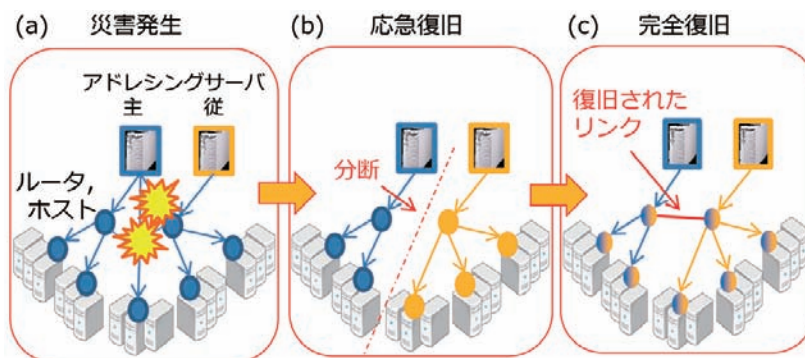 (a) 災害発生
アドレシングサーバ
主 従
ルータ,
ホスト
(b) 応急復旧
分断
(c) 完全復旧
復旧された
リンク